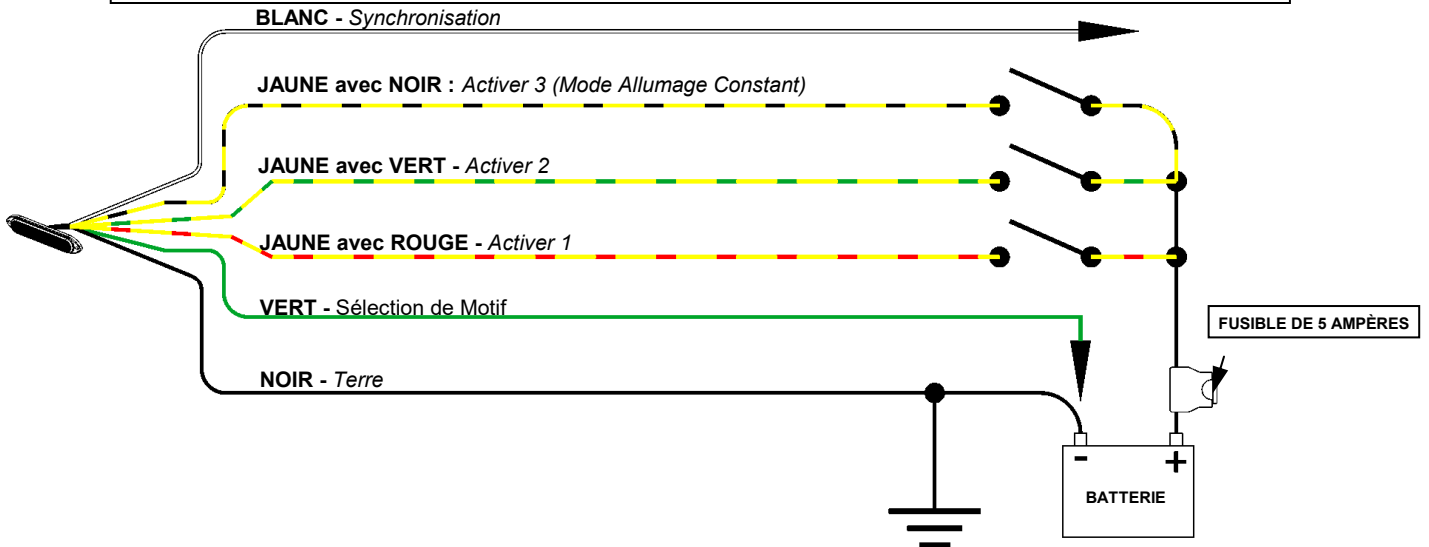 BLANC - Synchronisation
JAUNE avec NOIR : Activer 3 (Mode Allumage Constant)
JAUNE avec VERT - Activer 2
JAUNE avec ROUGE - Activer 1
VERT - Sélection de Motif
FUSIBLE DE 5 AMPÈRES
NOIR - Terre
- +
BATTERIE